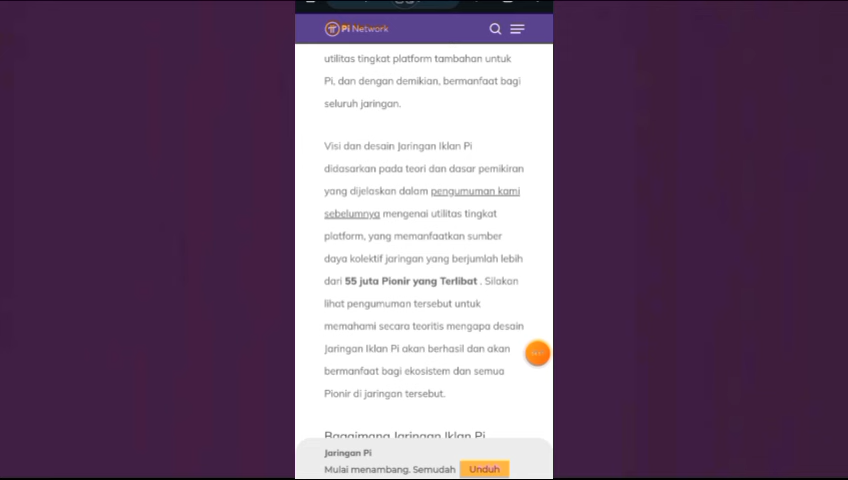 Pi Network
utilitas tingkat platform tambahan untuk
Pi, dan dengan demikian, bermanfaat bagi
seluruh jaringan.
Visi dan desain Jaringan Iklan Pi
didasarkan pada teori dan dasar pemikiran
yang dijelaskan dalam pengumuman kami
sebelumnya mengenai utilitas tingkat
platform, yang memanfaatkan sumber
daya kolektif jaringan yang berjumlah lebih
dari 55 juta Pionir yang Terlibat . Silakan
lihat pengumuman tersebut untuk
memahami secara teoritis mengapa desain
Jaringan Iklan Pi akan berhasil dan akan
bermanfaat bagi ekosistem dan semua
Pionir di jaringan tersebut.
Bagaimana Jaringan Iklan Pi
Jaringan Pi
Mulai menambang. Semudah Unduh